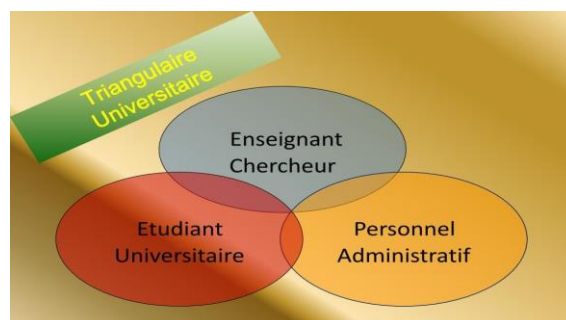 Triangulaire
Universitaire
Enseignant
Chercheur
Etudiant
Universitaire
Personnel
Administratif